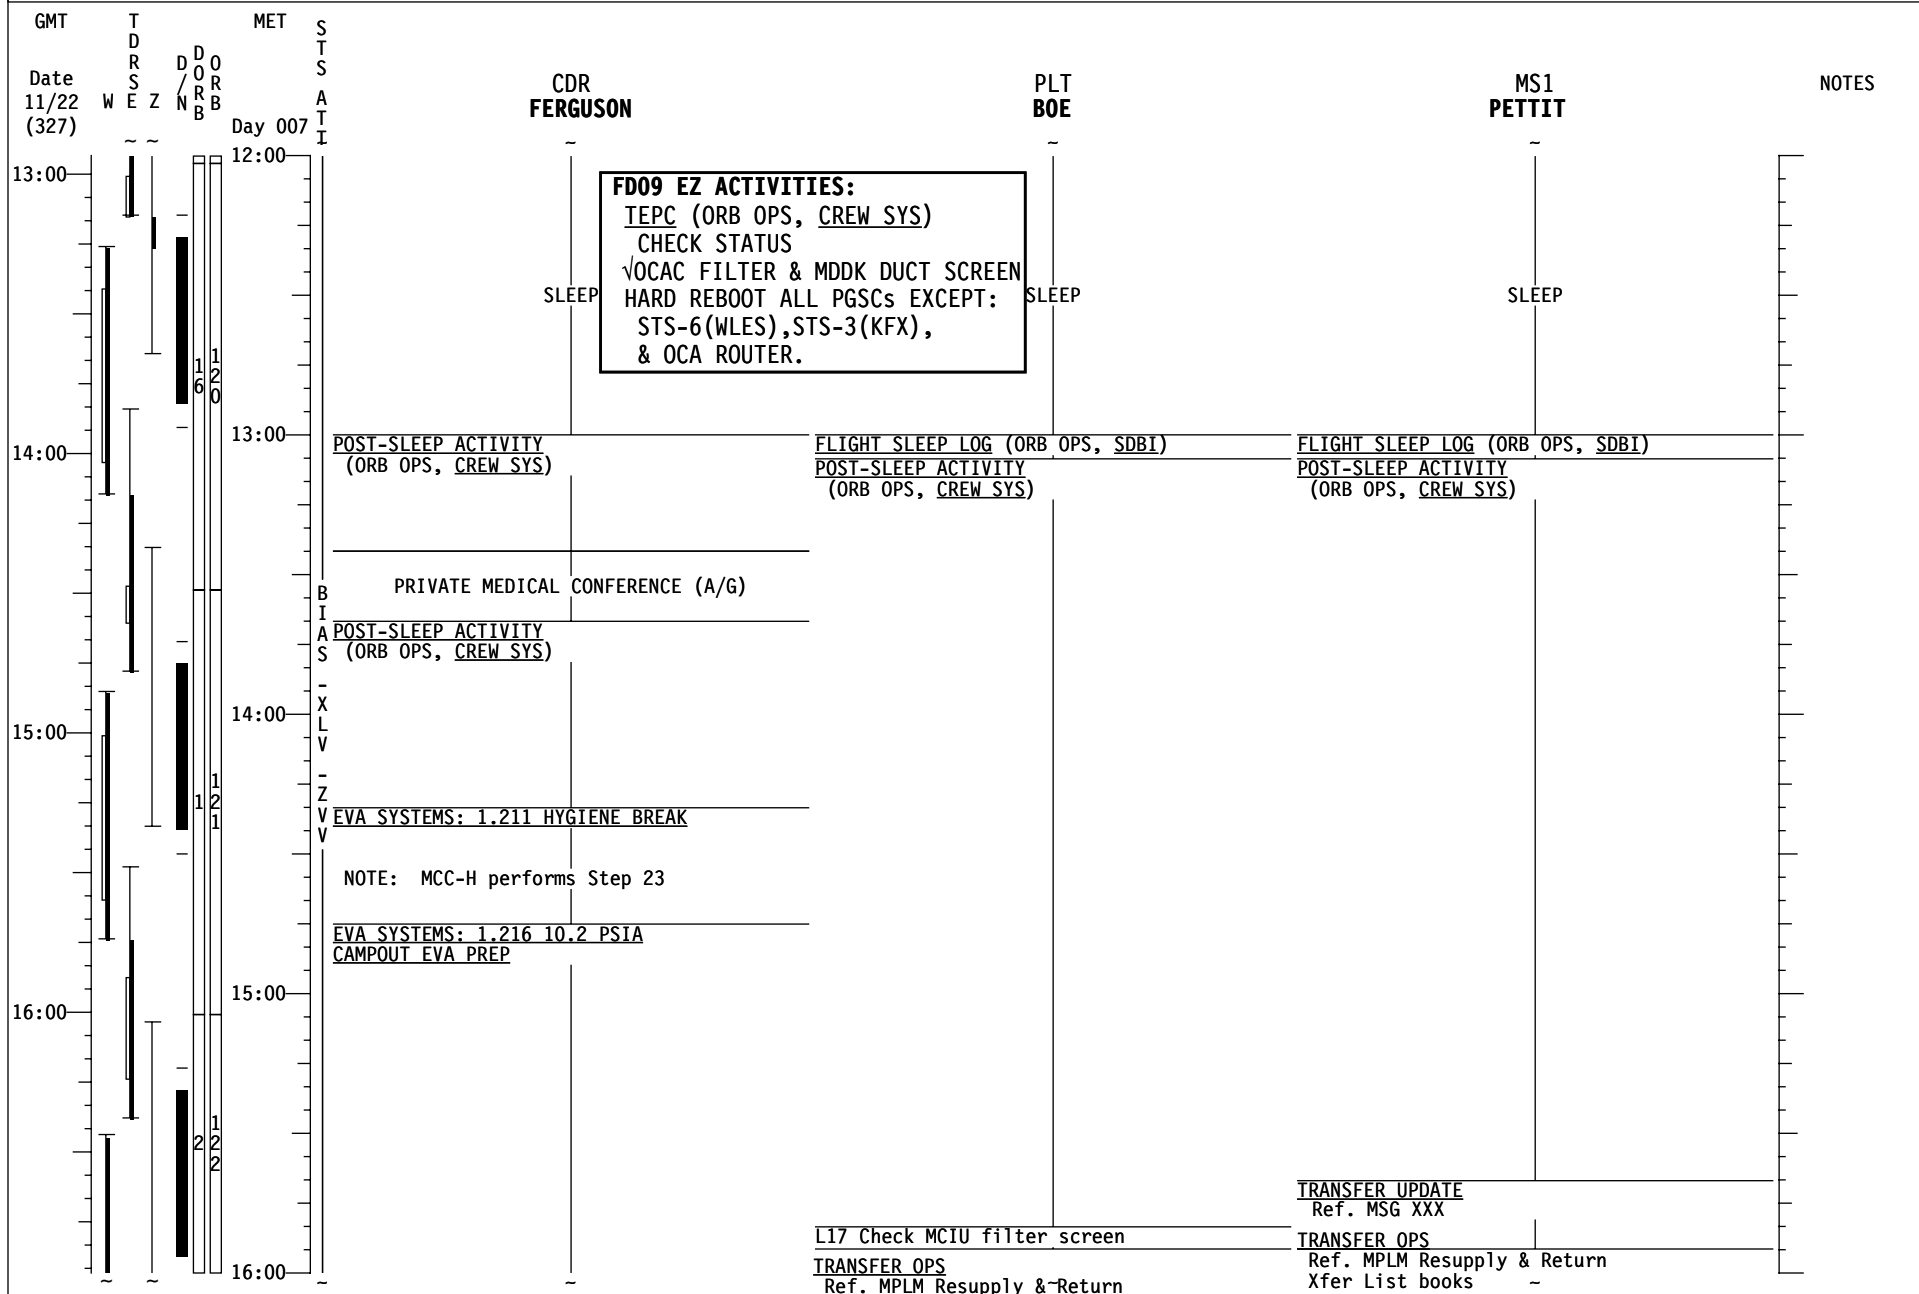 GMT
TDRS
MET
STS ATT
Date
11/22
(327)
W E Z
D/N
DORB
ORB
Day 007
CDR
FERGUSON
PLT
BOE
MS1
PETTIT
NOTES
~ ~ ~ ~ ~
12:00
13:00
FD09 EZ ACTIVITIES:
TEPC (ORB OPS, CREW SYS)
CHECK STATUS
√OCAC FILTER & MDDK DUCT SCREEN
HARD REBOOT ALL PGSCs EXCEPT:
STS-6(WLES),STS-3(KFX),
& OCA ROUTER.
SLEEP
SLEEP
SLEEP
16
120
13:00
14:00
POST-SLEEP ACTIVITY
(ORB OPS, CREW SYS)
FLIGHT SLEEP LOG (ORB OPS, SDBI)
POST-SLEEP ACTIVITY
(ORB OPS, CREW SYS)
FLIGHT SLEEP LOG (ORB OPS, SDBI)
POST-SLEEP ACTIVITY
(ORB OPS, CREW SYS)
PRIVATE MEDICAL CONFERENCE (A/G)
BIAS -XLV -ZVV
POST-SLEEP ACTIVITY
(ORB OPS, CREW SYS)
14:00
15:00
1
121
EVA SYSTEMS: 1.211 HYGIENE BREAK
NOTE: MCC-H performs Step 23
EVA SYSTEMS: 1.216 10.2 PSIA
CAMPOUT EVA PREP
15:00
16:00
2
122
TRANSFER UPDATE
Ref. MSG XXX
L17 Check MCIU filter screen
TRANSFER OPS
Ref. MPLM Resupply & Return
TRANSFER OPS
Ref. MPLM Resupply & Return
Xfer List books
16:00
~ ~ ~ ~ ~ ~